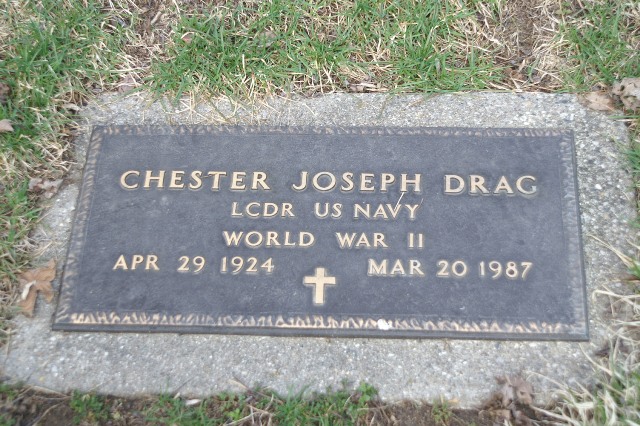 CHESTER JOSEPH DRAG
LCDR US NAVY
WORLD WAR II
APR 29 1924 MAR 20 1987